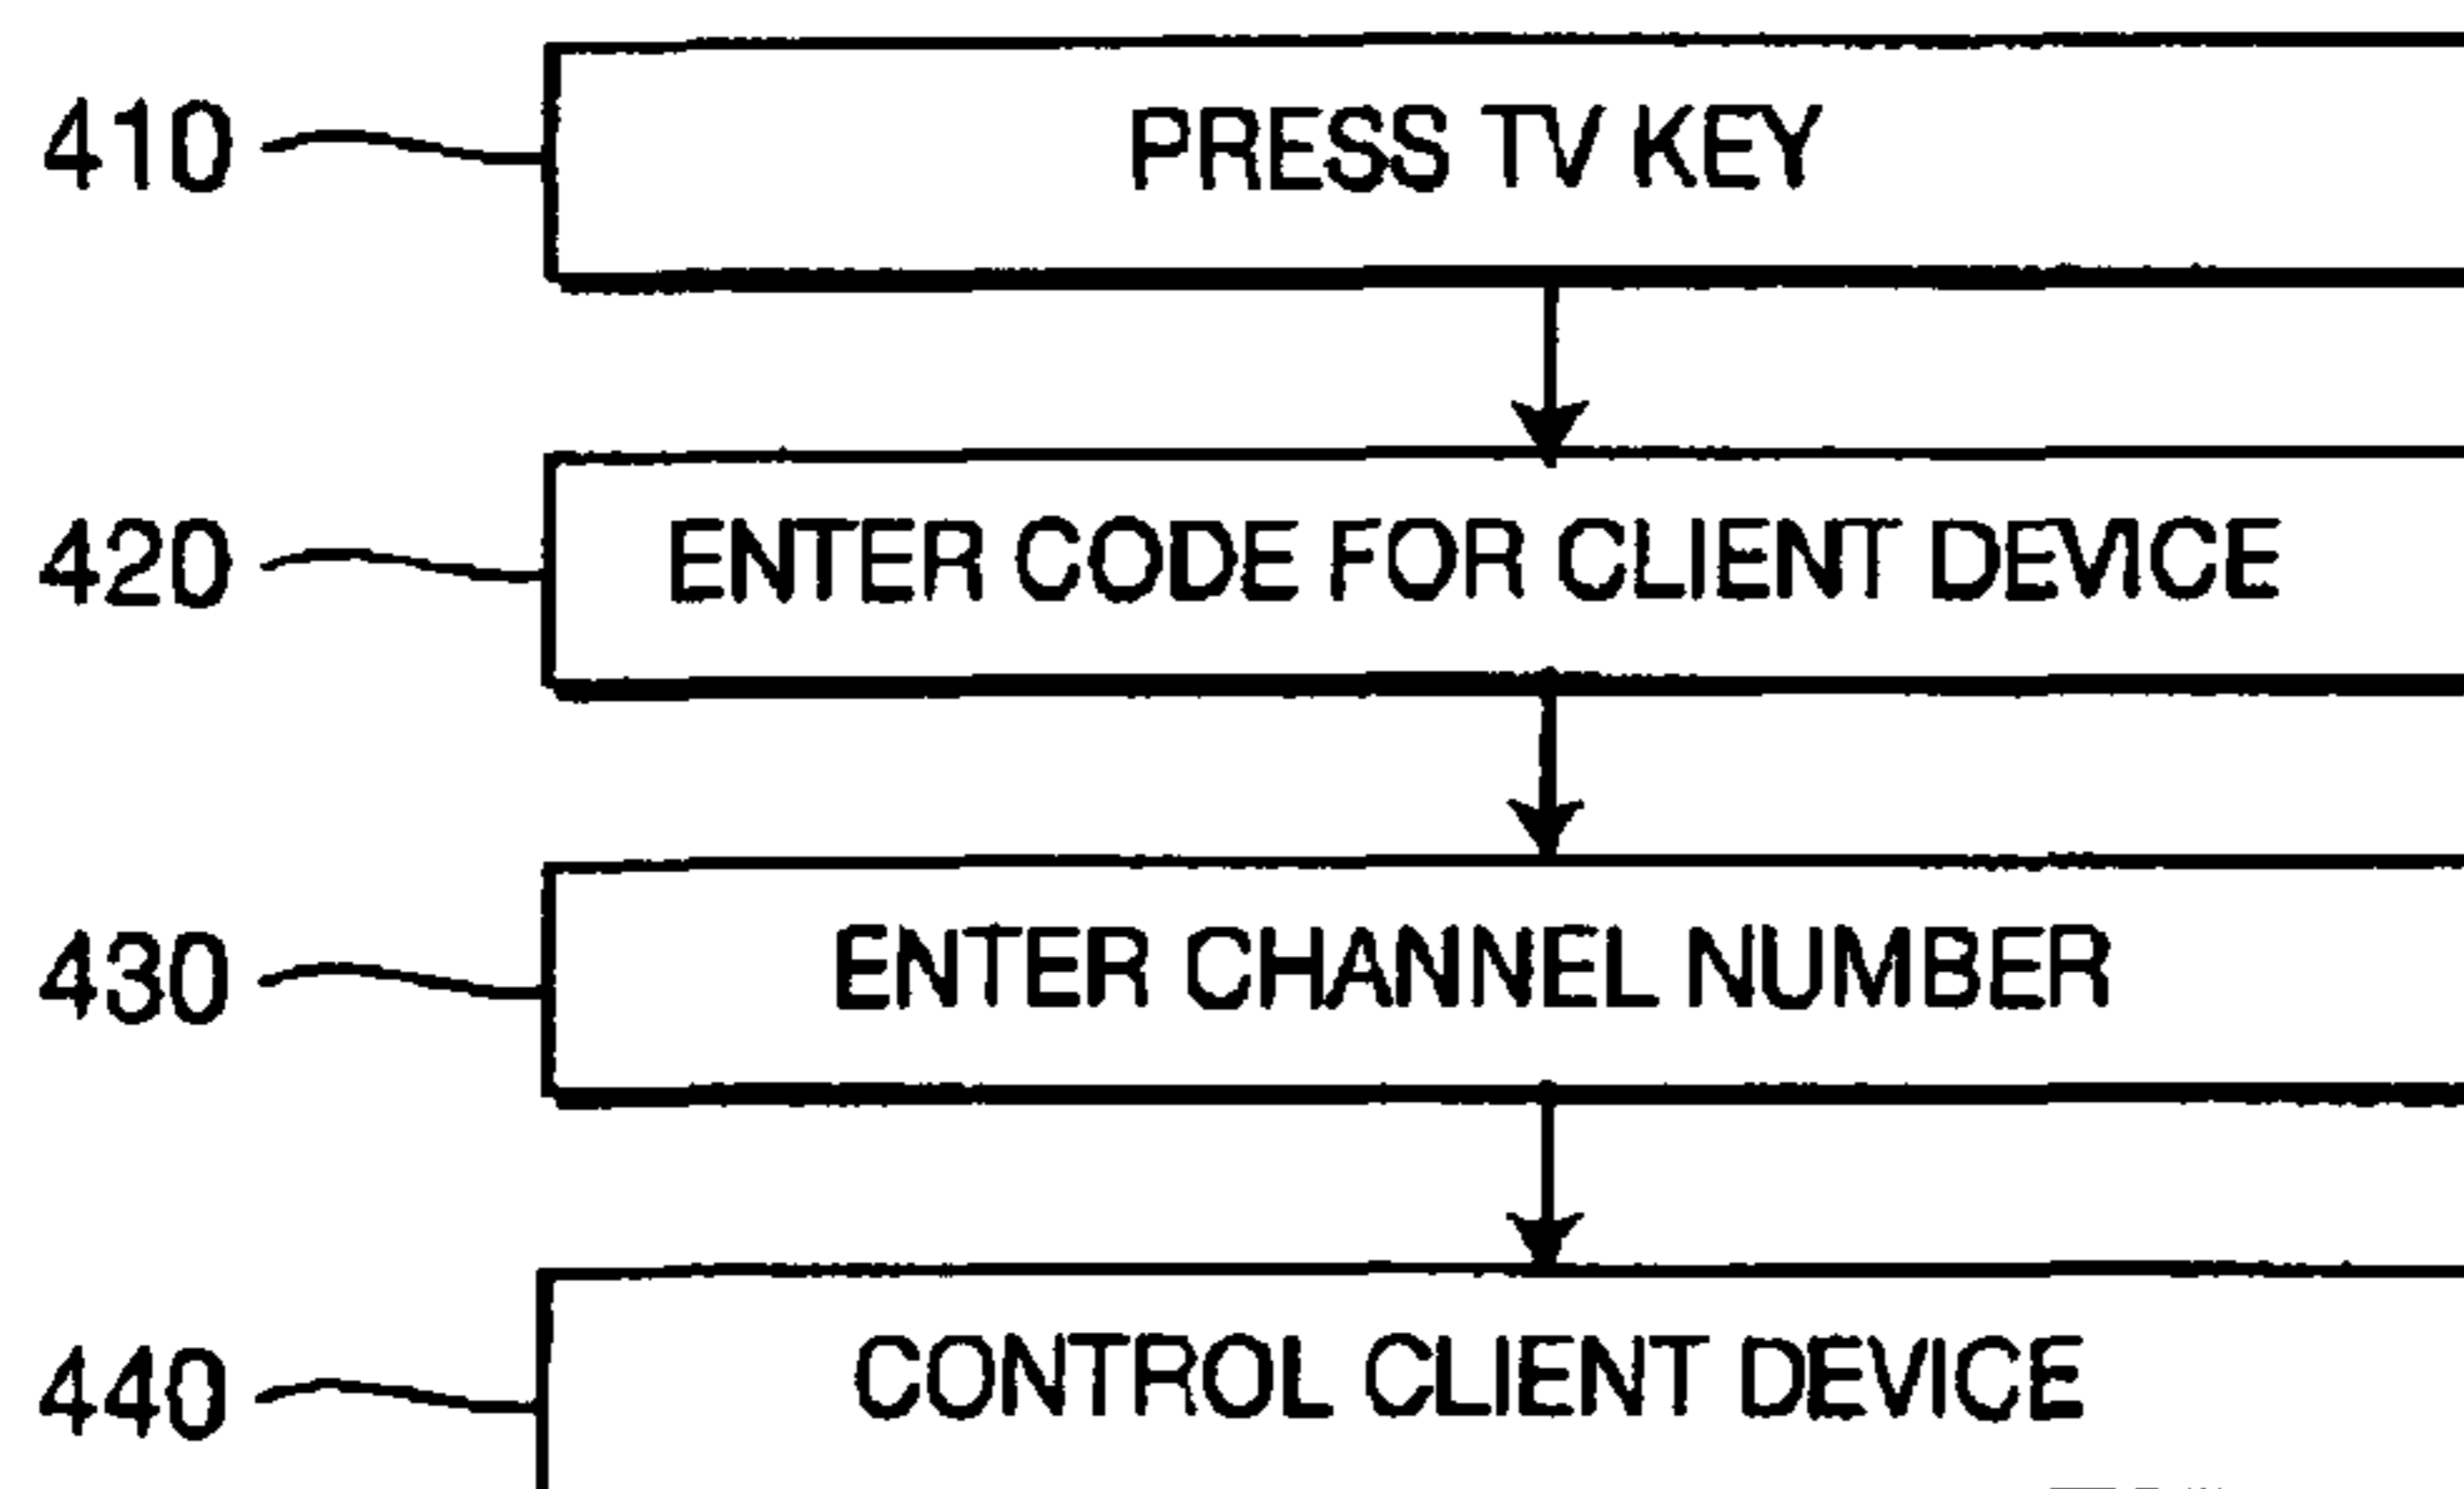 410 PRESS TV KEY
420 ENTER CODE FOR CLIENT DEVICE
430 ENTER CHANNEL NUMBER
440 CONTROL CLIENT DEVICE